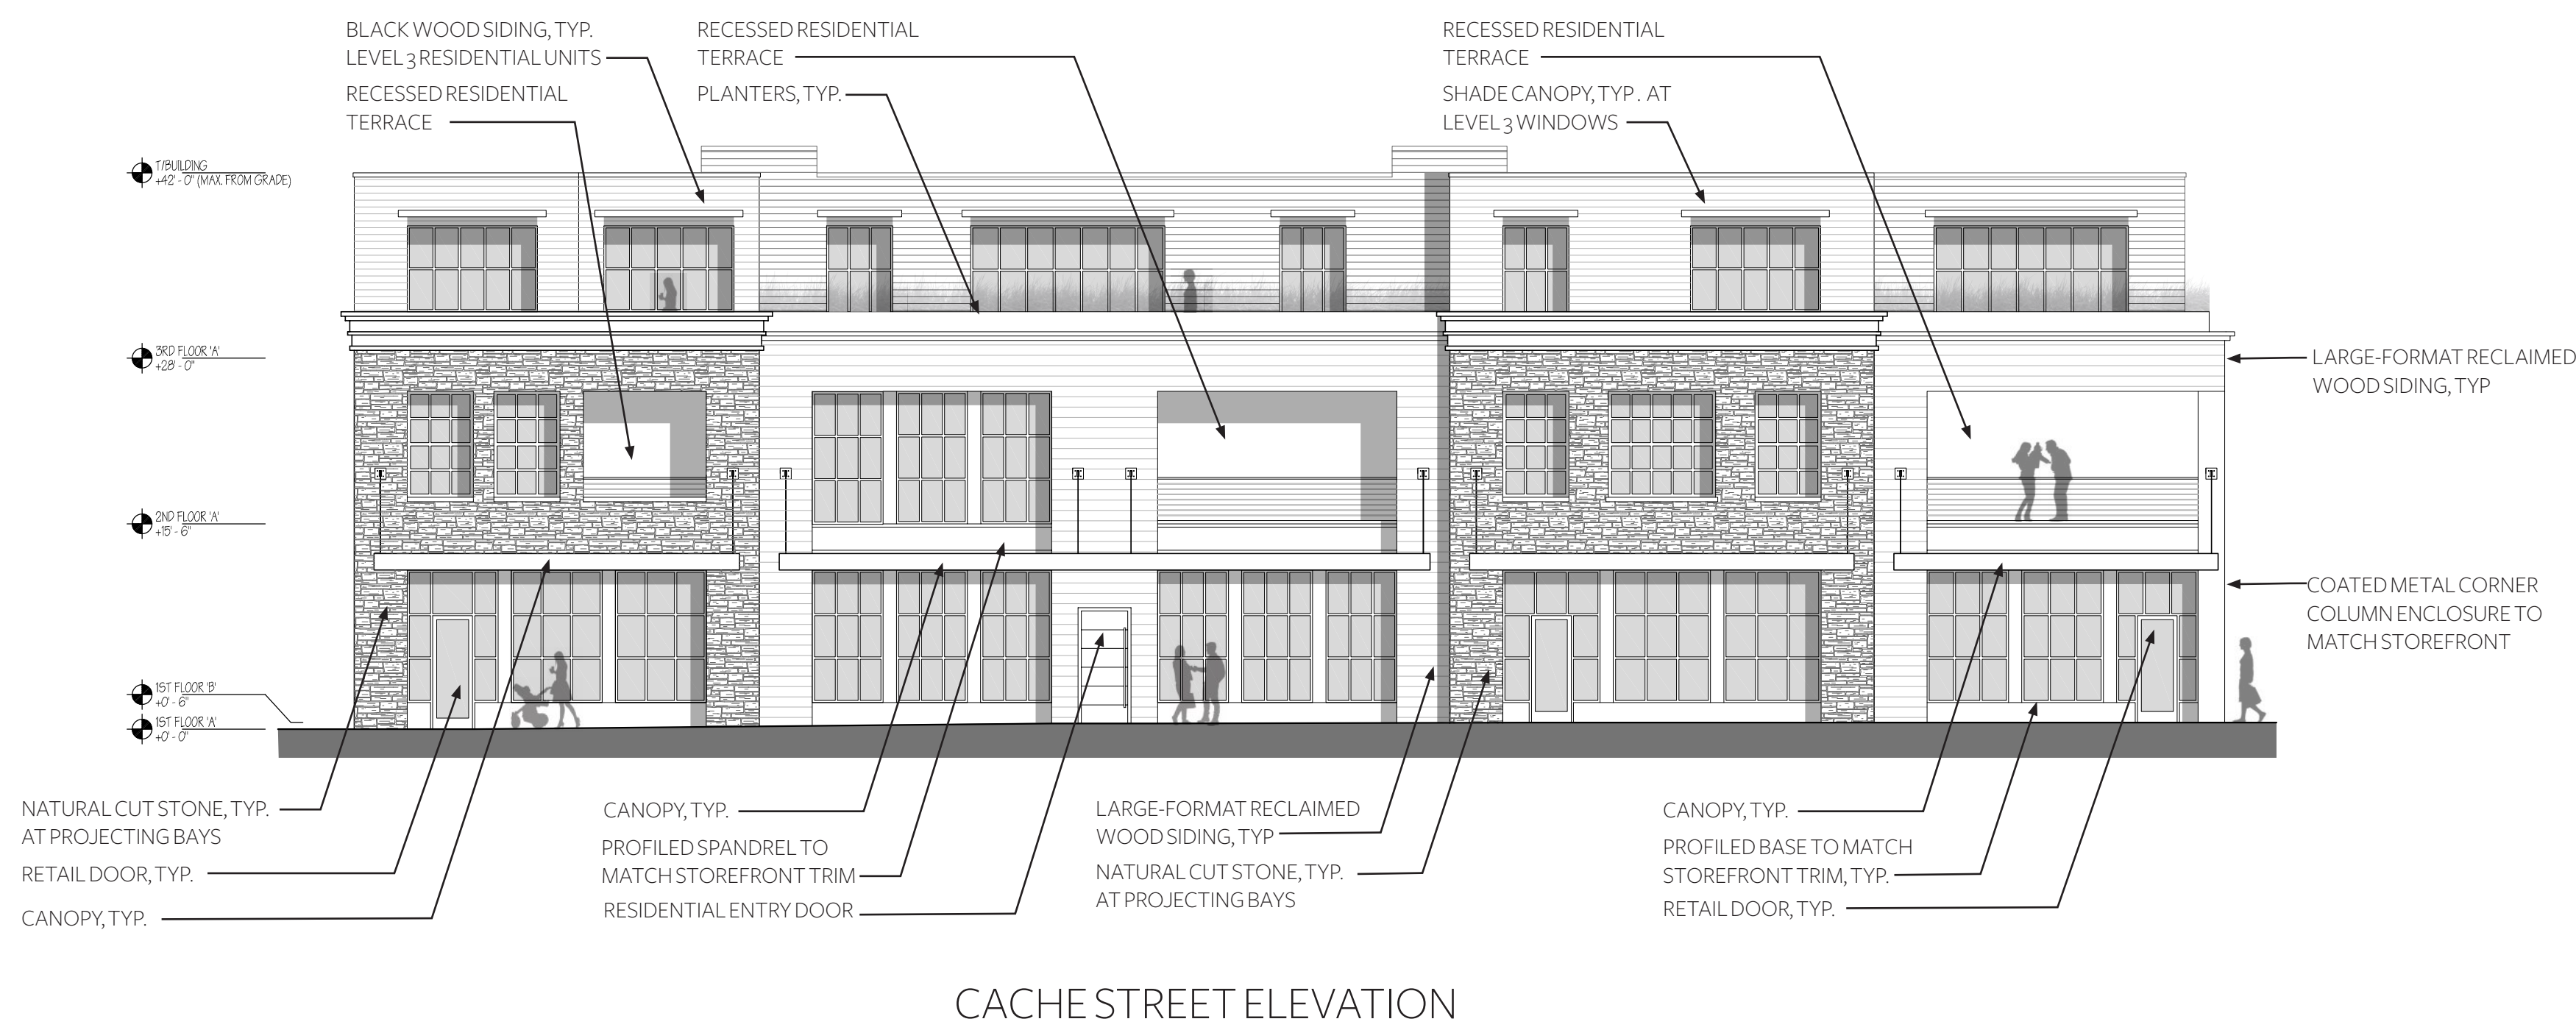 BLACK WOOD SIDING, TYP.
LEVEL 3 RESIDENTIAL UNITS
RECESSED RESIDENTIAL
TERRACE
RECESSED RESIDENTIAL
TERRACE
PLANTERS, TYP.
RECESSED RESIDENTIAL
TERRACE
SHADE CANOPY, TYP. AT
LEVEL 3 WINDOWS
T/BUILDING
+42' - 0" (MAX. FROM GRADE)
3RD FLOOR 'A'
+28' - 0"
2ND FLOOR 'A'
+15' - 6"
1ST FLOOR 'B'
+0' - 6"
1ST FLOOR 'A'
+0' - 0"
LARGE-FORMAT RECLAIMED
WOOD SIDING, TYP
COATED METAL CORNER
COLUMN ENCLOSURE TO
MATCH STOREFRONT
NATURAL CUT STONE, TYP.
AT PROJECTING BAYS
RETAIL DOOR, TYP.
CANOPY, TYP.
CANOPY, TYP.
PROFILED SPANDREL TO
MATCH STOREFRONT TRIM
RESIDENTIAL ENTRY DOOR
LARGE-FORMAT RECLAIMED
WOOD SIDING, TYP
NATURAL CUT STONE, TYP.
AT PROJECTING BAYS
CANOPY, TYP.
PROFILED BASE TO MATCH
STOREFRONT TRIM, TYP.
RETAIL DOOR, TYP.
CACHE STREET ELEVATION